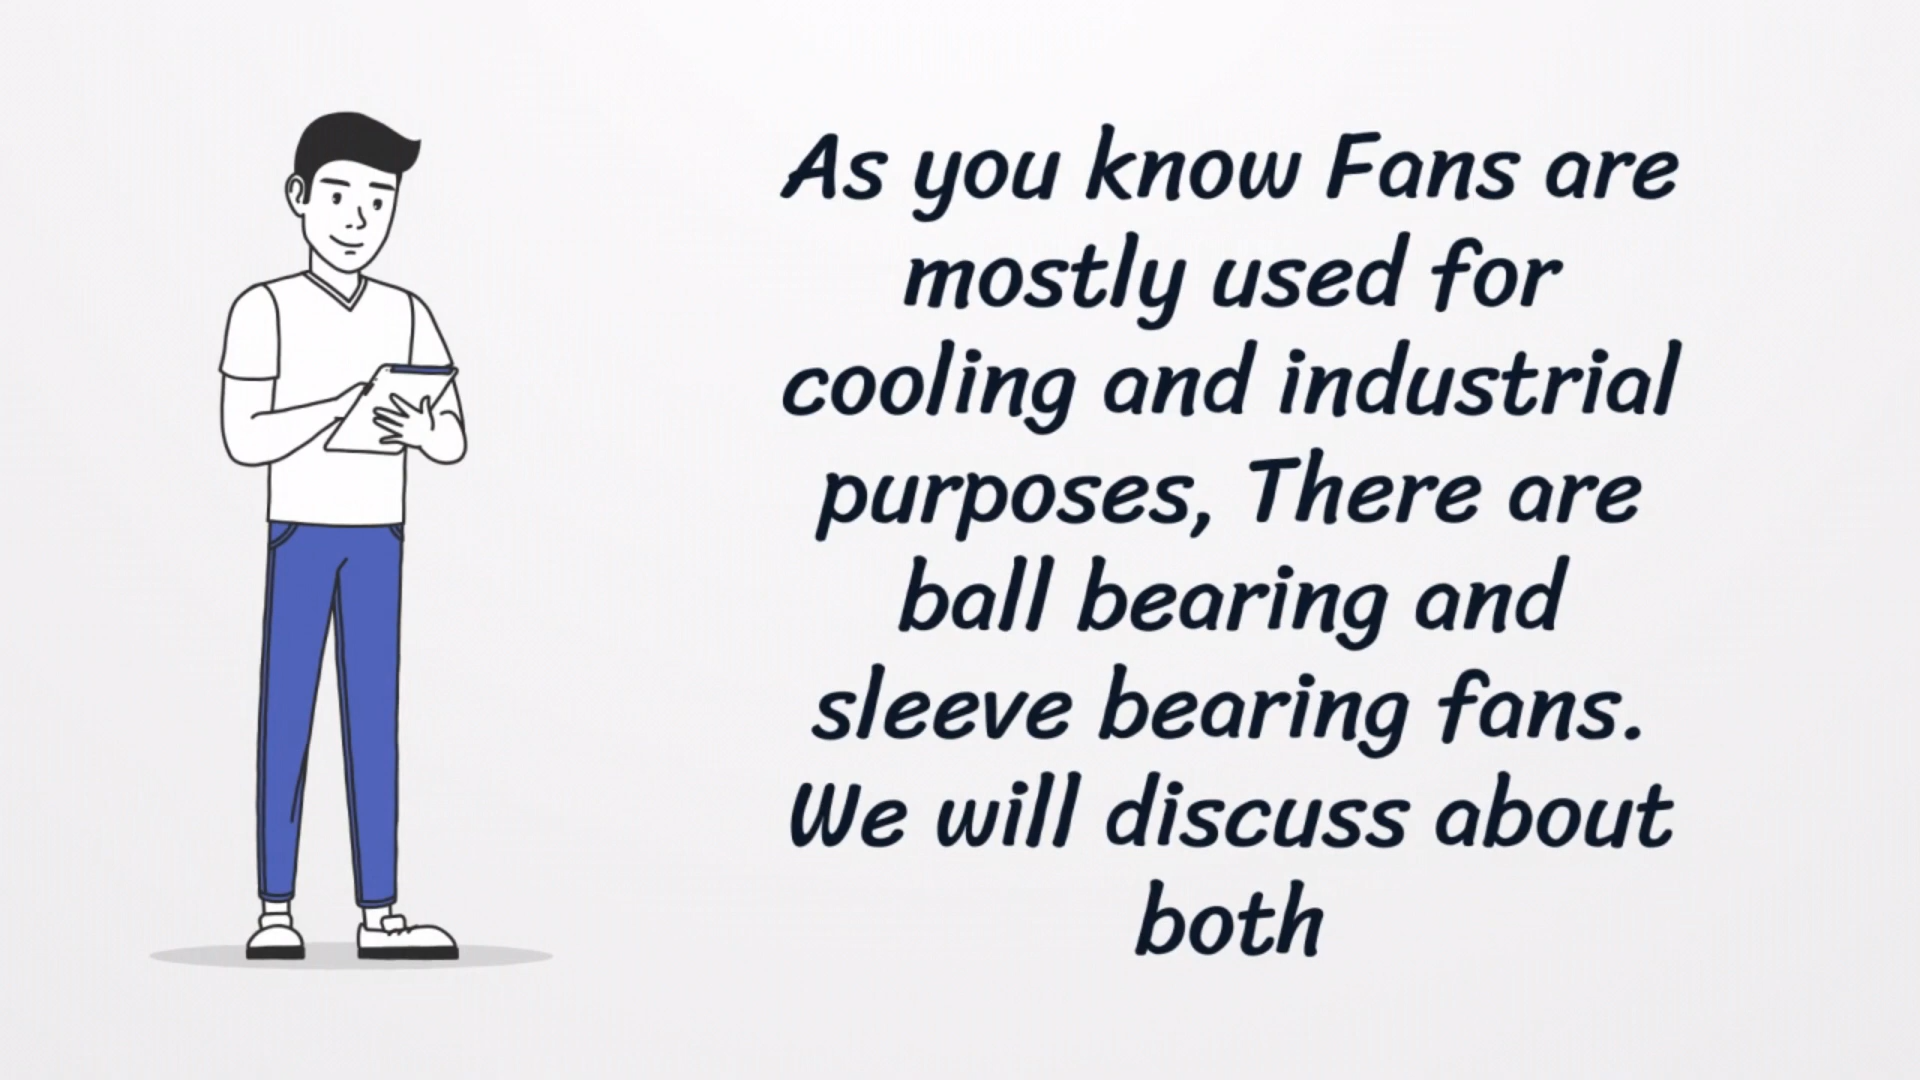 As you know Fans are
mostly used for
cooling and industrial
purposes, There are
ball bearing and
sleeve bearing fans.
We will discuss about
both